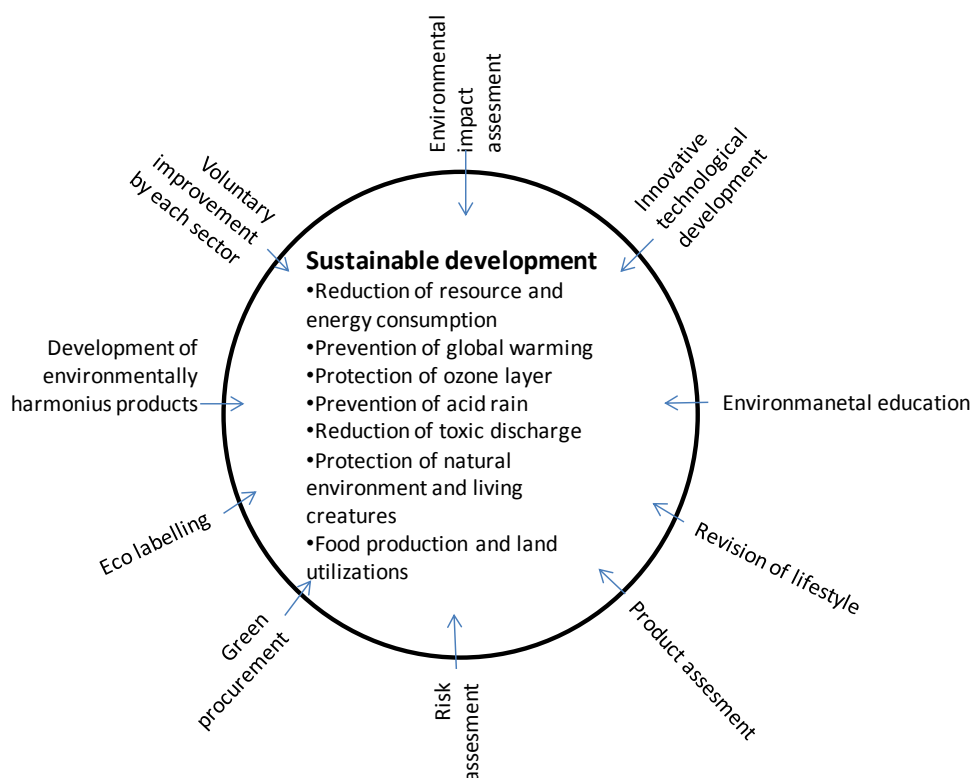 Environmental
impact
assesment
Innovative
technological
development
Voluntary
improvement
by each sector
Sustainable development
•Reduction of resource and
energy consumption
•Prevention of global warming
•Protection of ozone layer
•Prevention of acid rain
•Reduction of toxic discharge
•Protection of natural
environment and living
creatures
•Food production and land
utilizations
Development of
environmentally
harmonius products
Environmanetal education
Eco labelling
Revision of lifestyle
Green
procurement
Product assesment
Risk
assesment